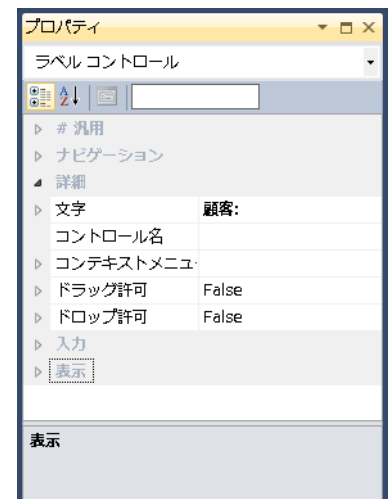 プロパティ
ラベル コントロール
A Z
# 汎用
ナビゲーション
詳細
文字 顧客:
コントロール名
コンテキストメニュー
ドラッグ許可 False
ドロップ許可 False
入力
表示
表示